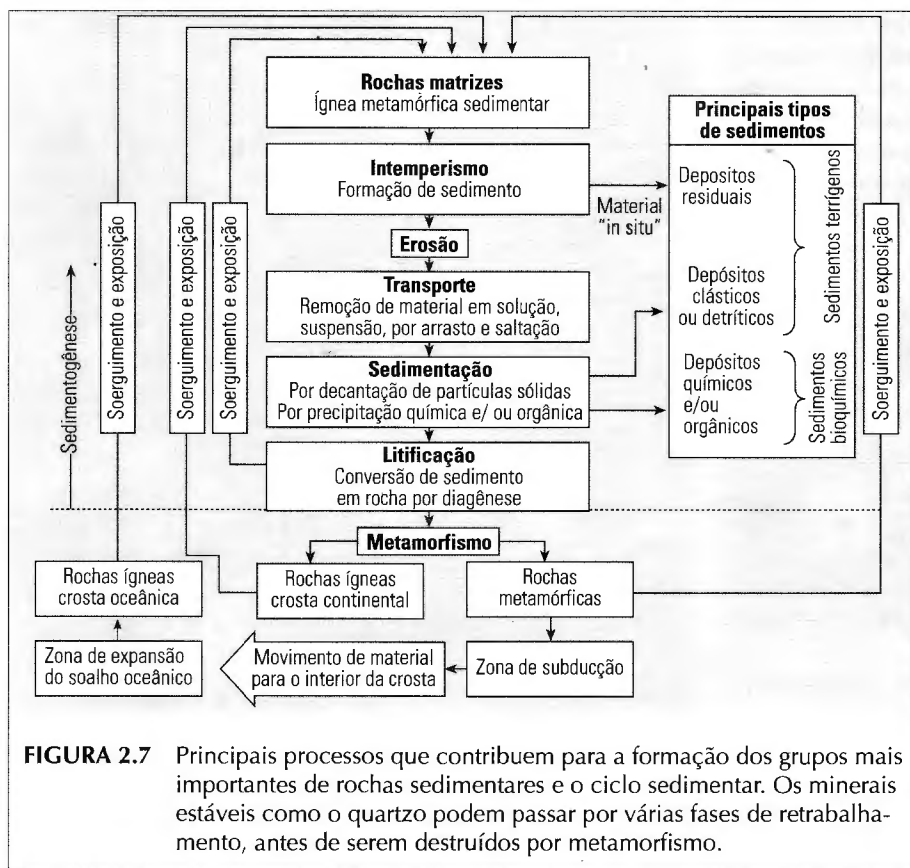 Rochas matrizes
Ígnea metamórfica sedimentar
Intemperismo
Formação de sedimento
Erosão
Transporte
Remoção de material em solução,
suspensão, por arrasto e saltação
Sedimentação
Por decantação de partículas sólidas
Por precipitação química e/ ou orgânica
Litificação
Conversão de sedimento
em rocha por diagênese
Metamorfismo
Material
"in situ"
Principais tipos
de sedimentos
Depositos
residuais
Depósitos
clásticos
ou detríticos
Sedimentos terrígenos
Depósitos
químicos
e/ou
orgânicos
Sedimentos
bioquímicos
Soerguimento e exposição
Sedimentogênese
Soerguimento e exposição
Soerguimento e exposição
Soerguimento e exposição
Rochas ígneas
crosta oceânica
Rochas ígneas
crosta continental
Rochas
metamórficas
Zona de expansão
do soalho oceânico
Movimento de material
para o interior da crosta
Zona de subducção
FIGURA 2.7 Principais processos que contribuem para a formação dos grupos mais
importantes de rochas sedimentares e o ciclo sedimentar. Os minerais
estáveis como o quartzo podem passar por várias fases de retrabalha-
mento, antes de serem destruídos por metamorfismo.